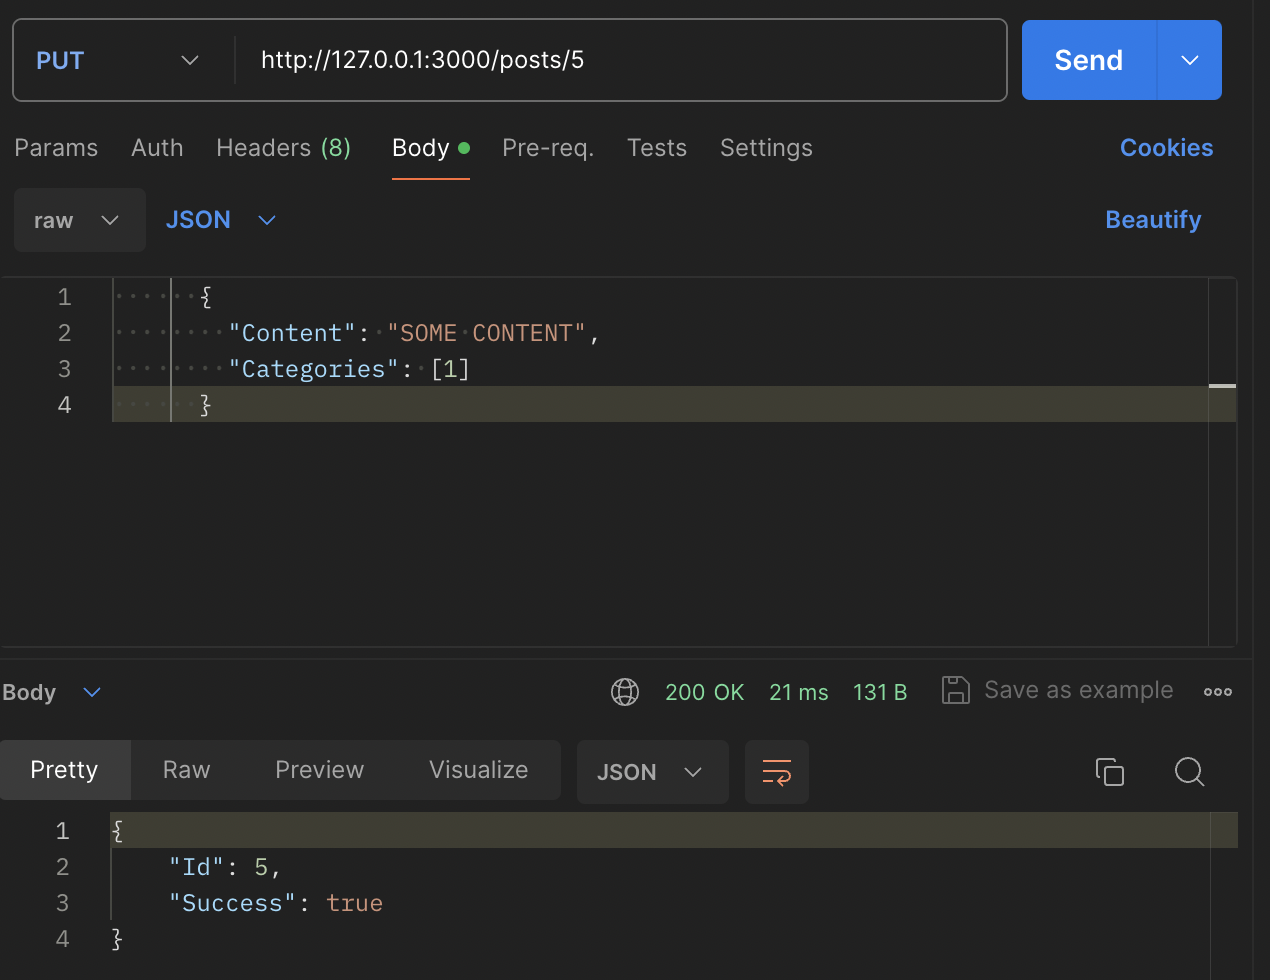 PUT http://127.0.0.1:3000/posts/5 Send
Params Auth Headers (8) Body Pre-req. Tests Settings Cookies
raw JSON Beautify
1 {
2 "Content": "SOME CONTENT",
3 "Categories": [1]
4 }
Body 200 OK 21 ms 131 B Save as example
Pretty Raw Preview Visualize JSON
1 {
2 "Id": 5,
3 "Success": true
4 }